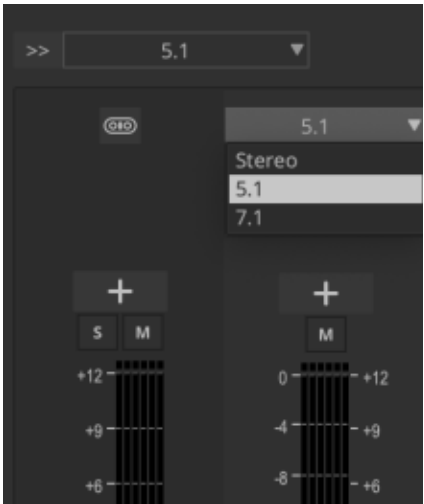 >> 5.1
5.1
Stereo
5.1
7.1
+ +
S M M
+12 0 +12
+9 -4 +9
+6 -8 +6